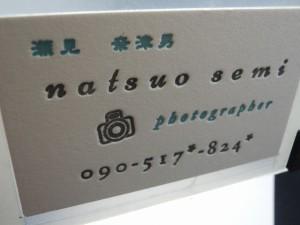 瀬見 奈津男
natsuo semi
photographer
090-517*-824*